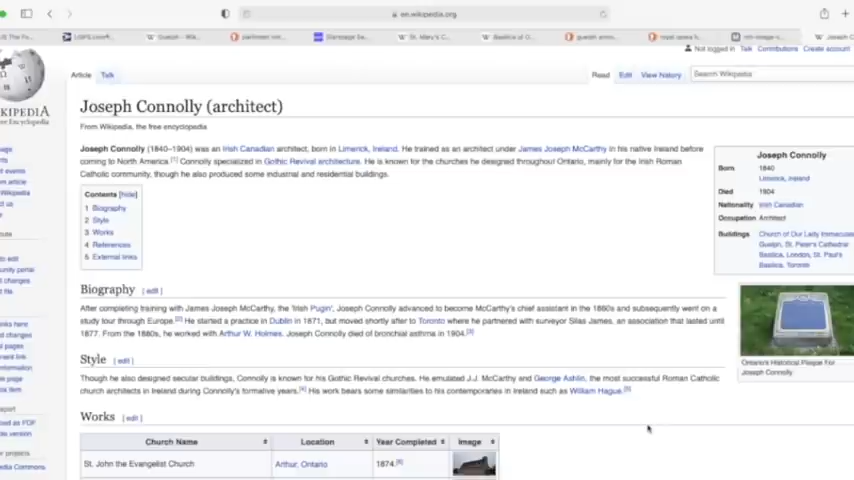 en.wikipedia.org
Not logged in Talk Contributions Create account
Article Talk Read Edit View history Search Wikipedia
Joseph Connolly (architect)
From Wikipedia, the free encyclopedia
Joseph Connolly (1840–1904) was an Irish Canadian architect, born in Limerick, Ireland. He trained as an architect under James Joseph McCarthy in his native Ireland before
coming to North America.[1] Connolly specialized in Gothic Revival architecture. He is known for the churches he designed throughout Ontario, mainly for the Irish Roman
Catholic community, though he also produced some industrial and residential buildings.
Contents [hide]
1 Biography
2 Style
3 Works
4 References
5 External links
Joseph Connolly
Born 1840
Limerick, Ireland
Died 1904
Nationality Irish Canadian
Occupation Architect
Buildings Church of Our Lady Immaculate
Guelph, St. Peter's Cathedral
Basilica, London, St. Paul's
Basilica, Toronto
Ontario's Historical Plaque For
Joseph Connolly
Biography [ edit ]
After completing training with James Joseph McCarthy, the 'Irish Pugin', Joseph Connolly advanced to become McCarthy's chief assistant in the 1860s and subsequently went on a
study tour through Europe.[2] He started a practice in Dublin in 1871, but moved shortly after to Toronto where he partnered with surveyor Silas James, an association that lasted until
1877. From the 1880s, he worked with Arthur W. Holmes. Joseph Connolly died of bronchial asthma in 1904.[3]
Style [ edit ]
Though he also designed secular buildings, Connolly is known for his Gothic Revival churches. He emulated J.J. McCarthy and George Ashlin, the most successful Roman Catholic
church architects in Ireland during Connolly's formative years.[4] His work bears some similarities to his contemporaries in Ireland such as William Hague.[5]
Works [ edit ]
Church Name Location Year Completed Image
St. John the Evangelist Church Arthur, Ontario 1874.[6]